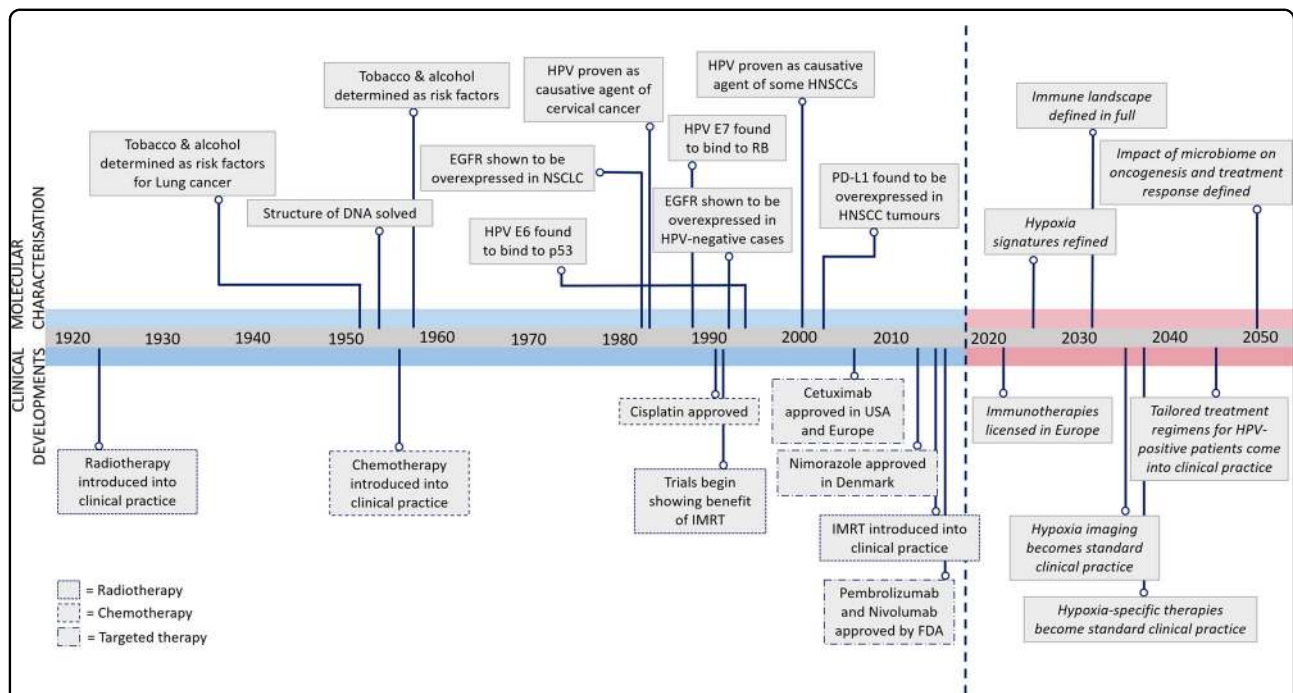 MOLECULAR
CHARACTERISATION
Tobacco & alcohol
determined as risk factors
for Lung cancer
Structure of DNA solved
Tobacco & alcohol
determined as risk factors
EGFR shown to be
overexpressed in NSCLC
HPV E6 found
to bind to p53
HPV proven as
causative agent of
cervical cancer
HPV E7 found
to bind to RB
EGFR shown to be
overexpressed in
HPV-negative cases
HPV proven as causative
agent of some HNSCCs
PD-L1 found to be
overexpressed in
HNSCC tumours
Hypoxia
signatures refined
Immune landscape
defined in full
Impact of microbiome on
oncogenesis and treatment
response defined
1920 1930 1940 1950 1960 1970 1980 1990 2000 2010 2020 2030 2040 2050
CLINICAL
DEVELOPMENTS
Radiotherapy
introduced into
clinical practice
Chemotherapy
introduced into
clinical practice
Cisplatin approved
Trials begin
showing benefit
of IMRT
Cetuximab
approved in USA
and Europe
Nimorazole approved
in Denmark
IMRT introduced into
clinical practice
Pembrolizumab
and Nivolumab
approved by FDA
Immunotherapies
licensed in Europe
Tailored treatment
regimens for HPV-
positive patients come
into clinical practice
Hypoxia imaging
becomes standard
clinical practice
Hypoxia-specific therapies
become standard clinical practice
= Radiotherapy
= Chemotherapy
= Targeted therapy